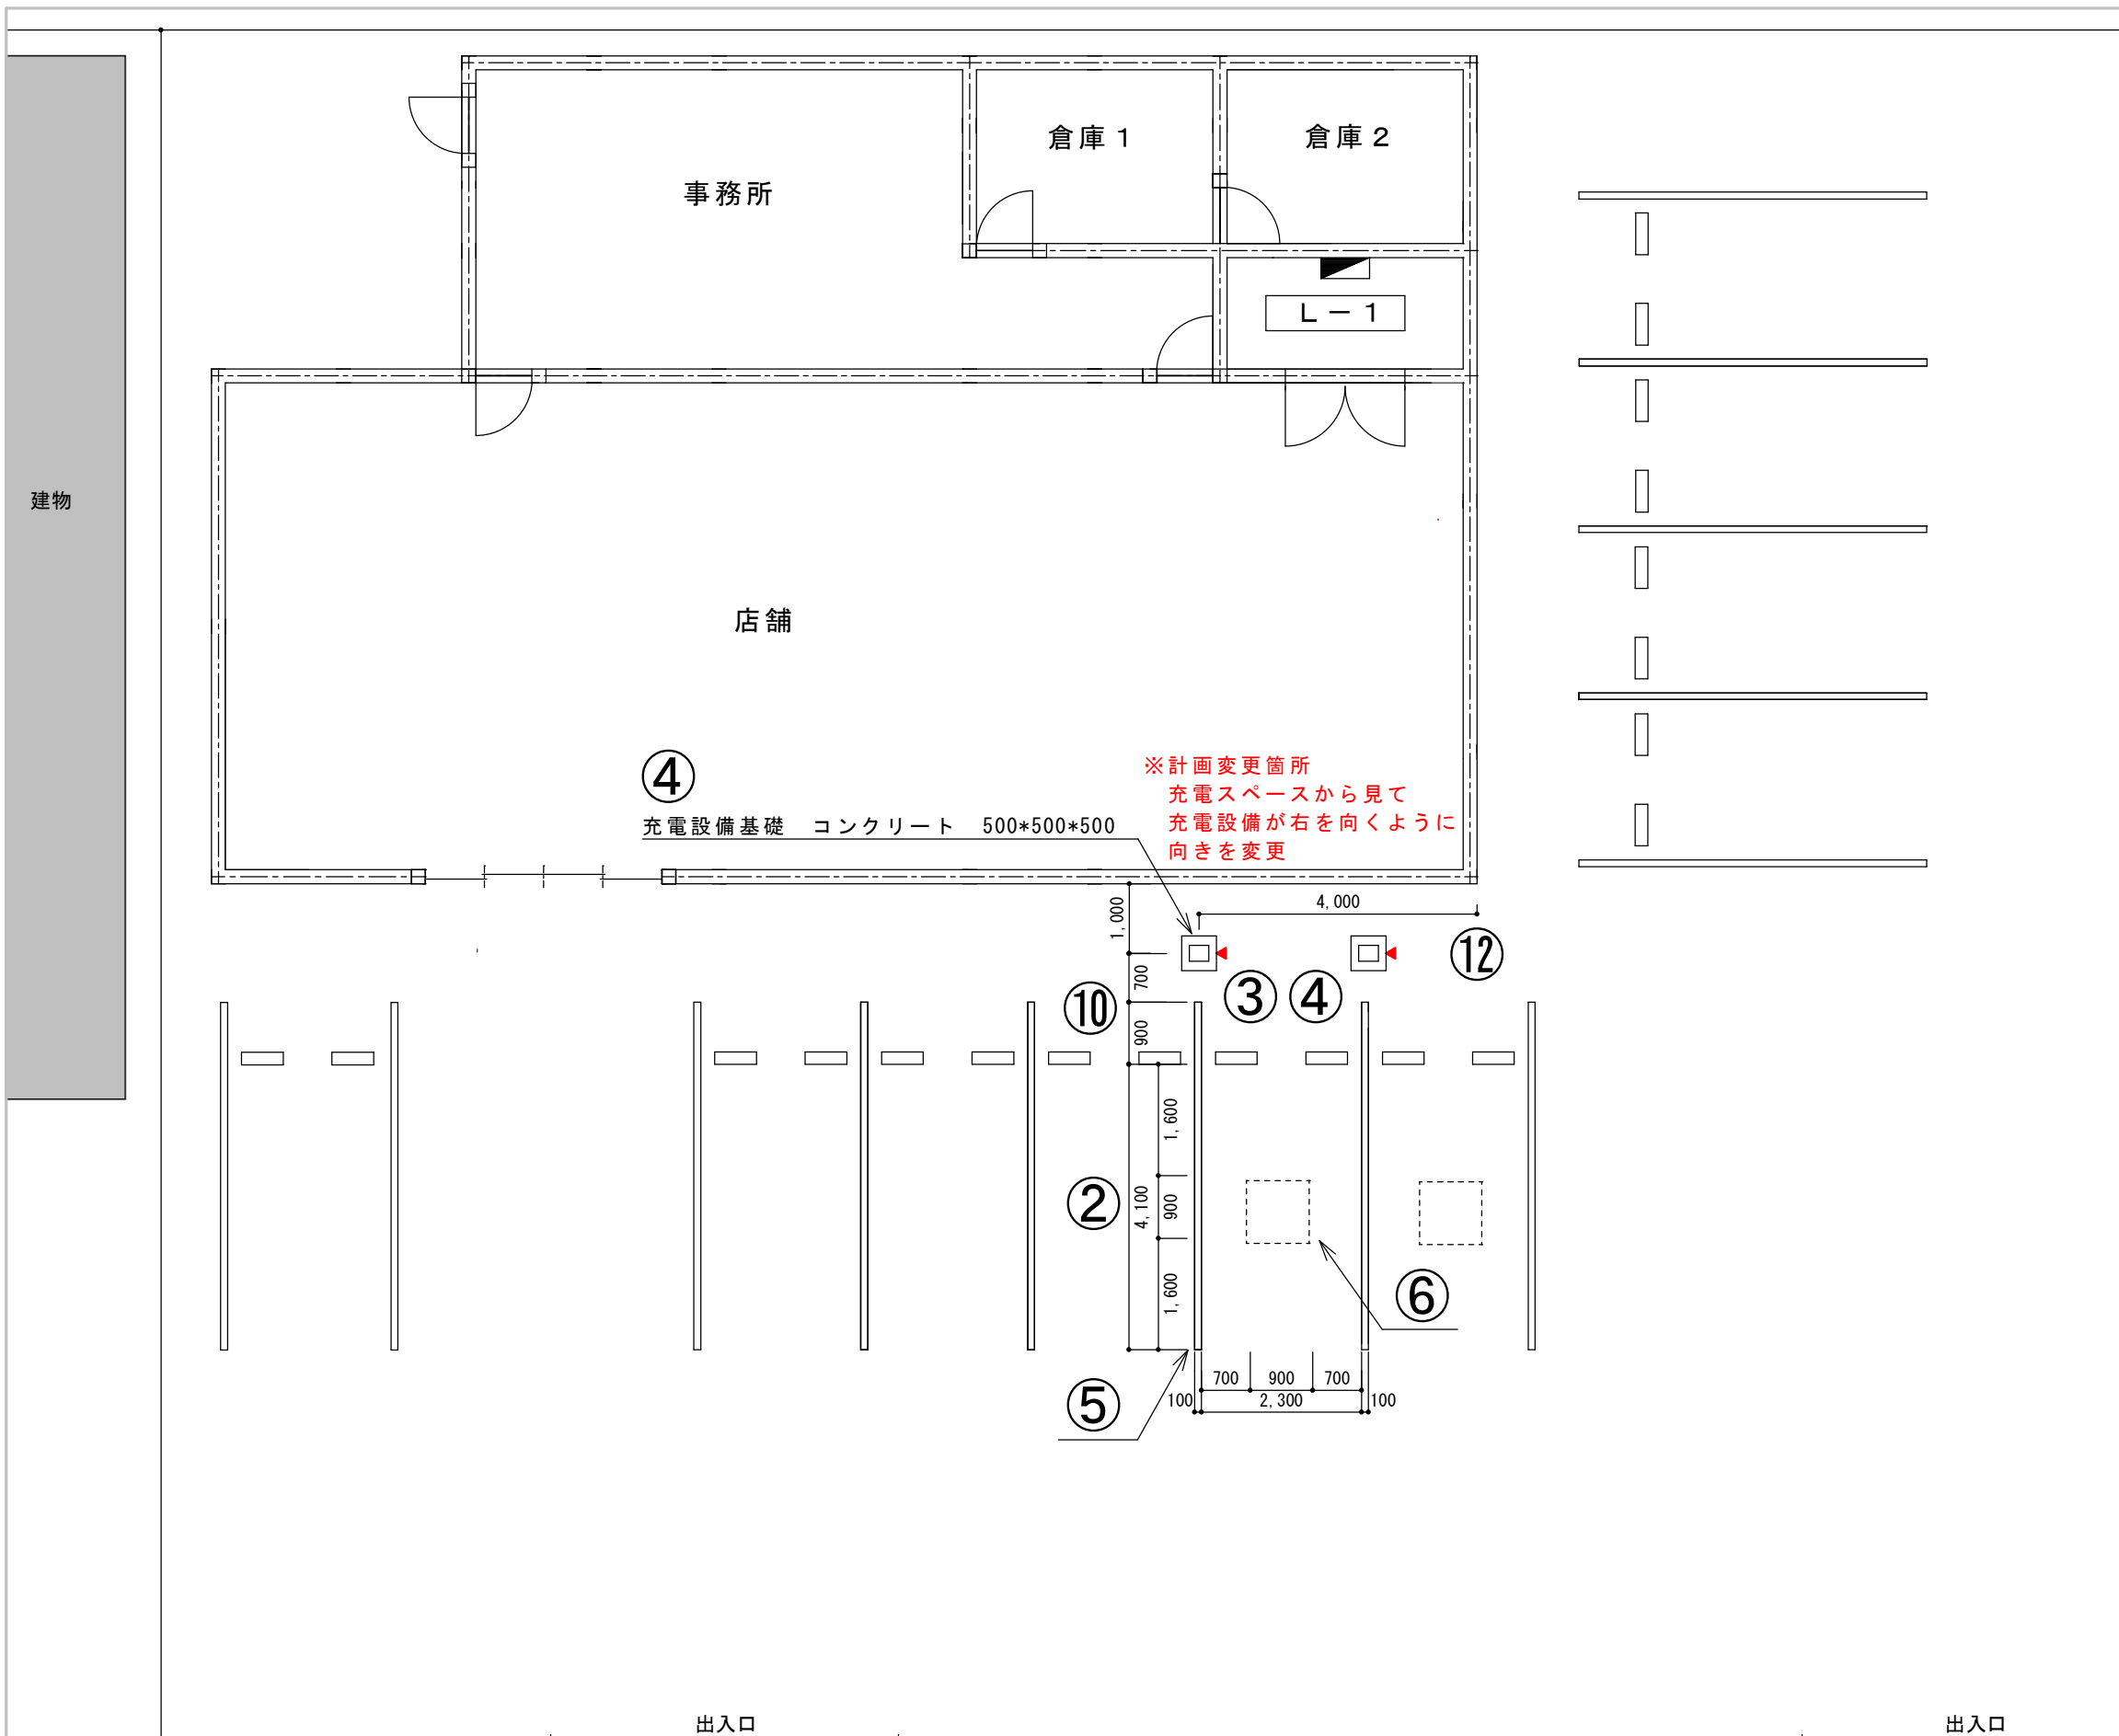 倉庫１
倉庫２
事務所
Ｌ－１
建物
店舗
④
充電設備基礎　コンクリート　500*500*500
※計画変更箇所
充電スペースから見て
充電設備が右を向くように
向きを変更
4,000
1,000
700
900
⑩
③
④
⑫
1,600
②
4,100
900
1,600
⑥
⑤
700
900
700
100
2,300
100
出入口
出入口